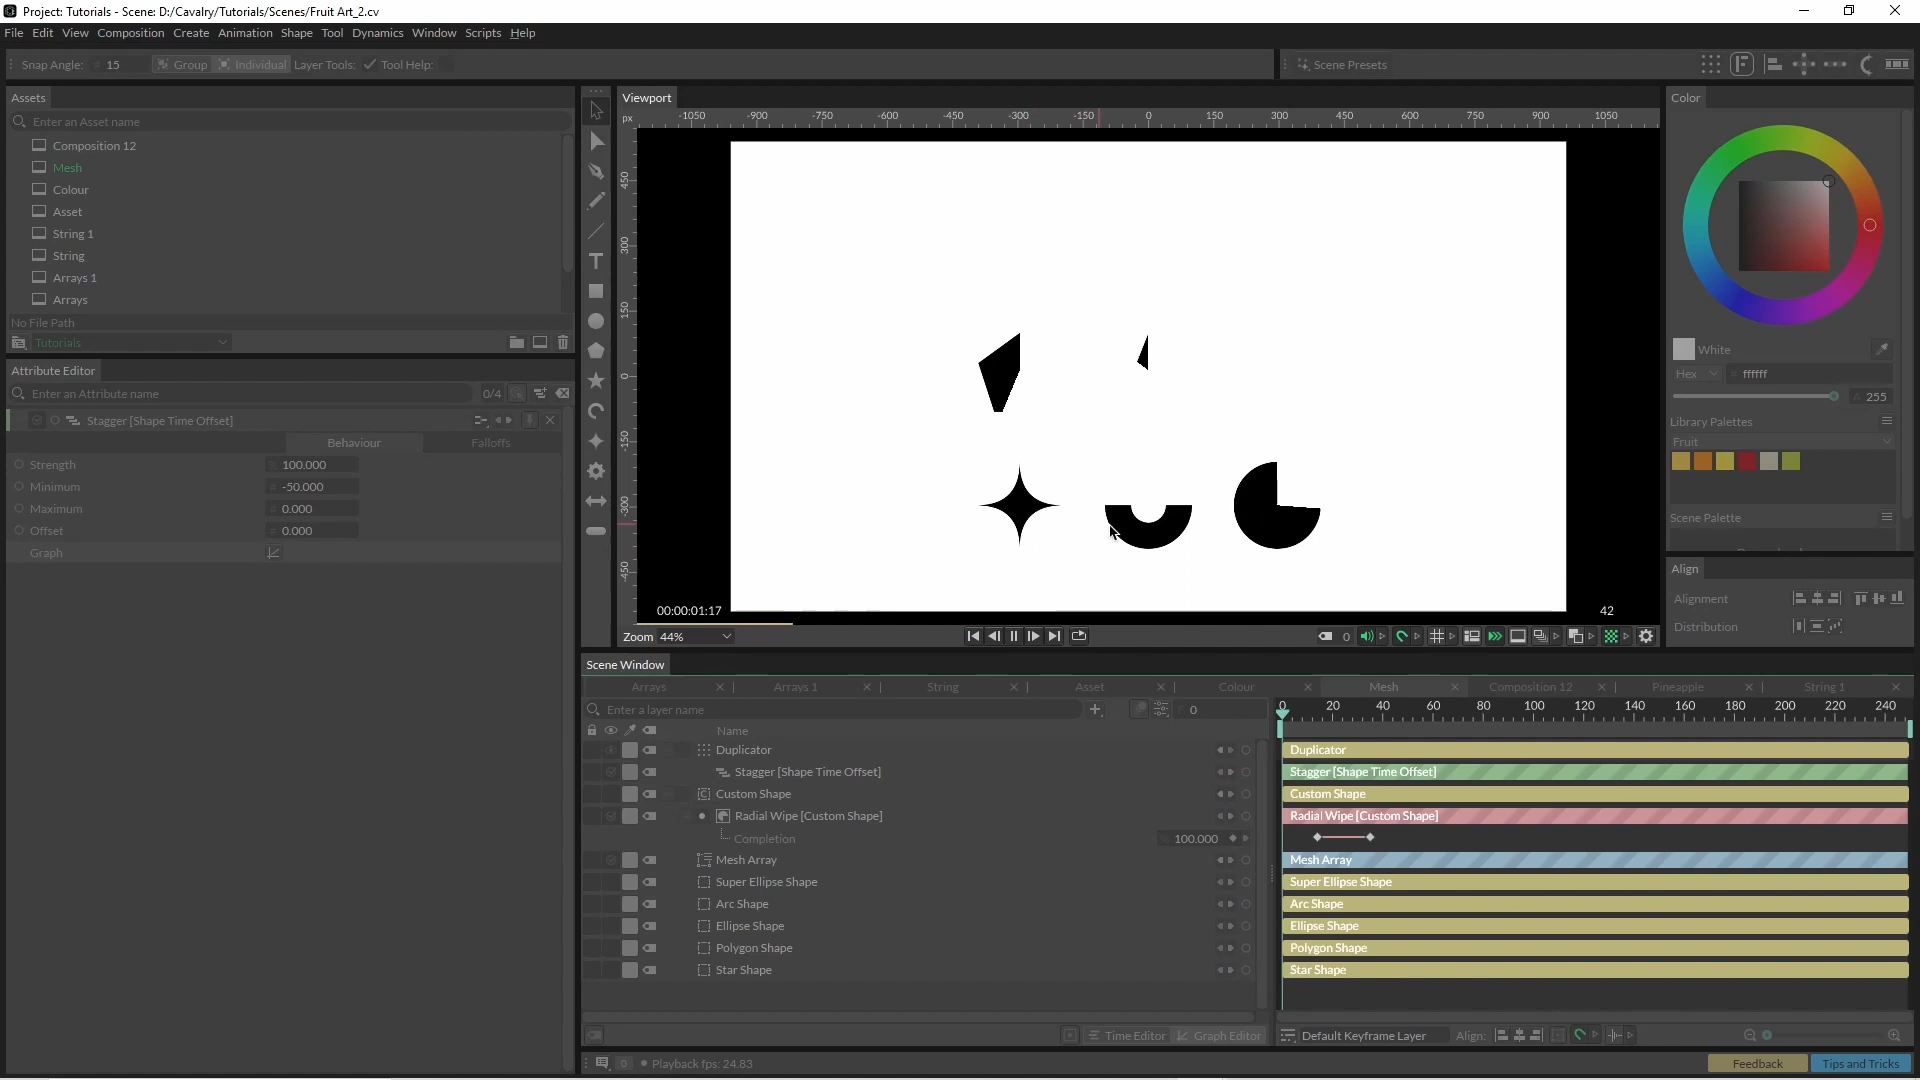 Project: Tutorials - Scene: D:/Cavalry/Tutorials/Scenes/Fruit Art_2.cv
File Edit View Composition Create Animation Shape Tool Dynamics Window Scripts Help
Snap Angle: 15 Group Individual Layer Tools: Tool Help:
Scene Presets
Assets
Enter an Asset name
Composition 12
Mesh
Colour
Asset
String 1
String
Arrays 1
Arrays
No File Path
Tutorials
Attribute Editor
Enter an Attribute name 0/4
Stagger [Shape Time Offset]
Behaviour Falloffs
Strength 100.000
Minimum -50.000
Maximum 0.000
Offset 0.000
Graph
Viewport
px -1050 -900 -750 -600 -450 -300 -150 0 150 300 450 600 750 900 1050
450
300
150
0
-150
-300
-450
00:00:01:17 42
Zoom 44% 0
Color
White
Hex ffffff
255
Library Palettes
Fruit
Scene Palette
Align
Alignment
Distribution
Scene Window
Arrays Arrays 1 String Asset Colour Mesh Composition 12 Pineapple String 1
Enter a layer name 0
0 20 40 60 80 100 120 140 160 180 200 220 240
Name
Duplicator Duplicator
Stagger [Shape Time Offset] Stagger [Shape Time Offset]
Custom Shape Custom Shape
Radial Wipe [Custom Shape] Radial Wipe [Custom Shape]
Completion 100.000
Mesh Array Mesh Array
Super Ellipse Shape Super Ellipse Shape
Arc Shape Arc Shape
Ellipse Shape Ellipse Shape
Polygon Shape Polygon Shape
Star Shape Star Shape
Time Editor Graph Editor Default Keyframe Layer Align:
0 Playback fps: 24.83
Feedback Tips and Tricks